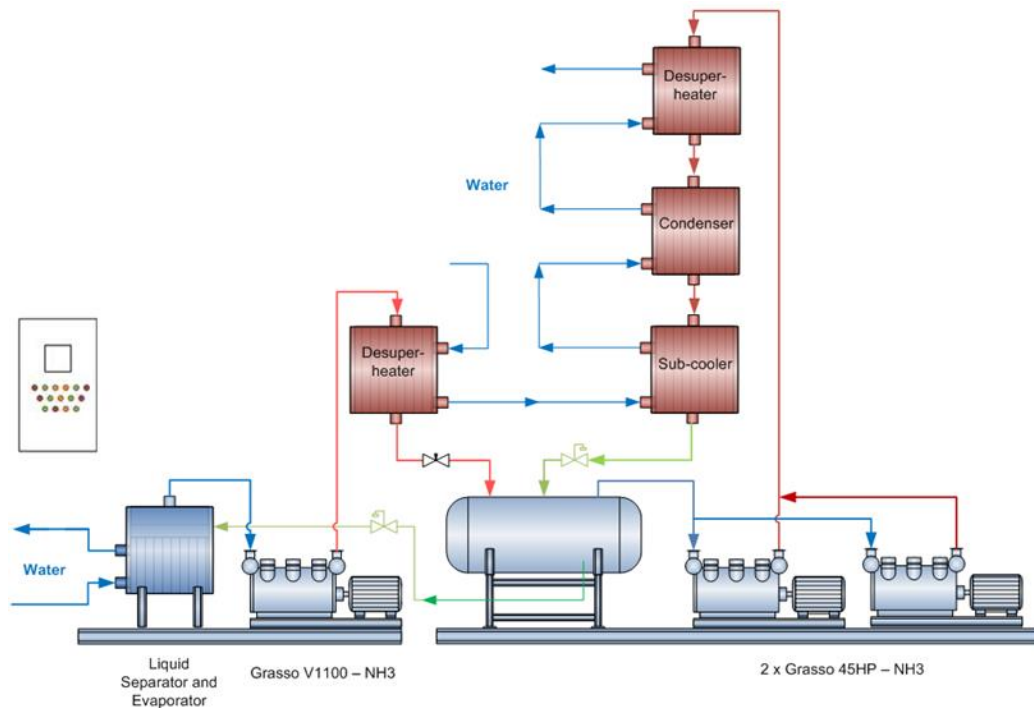 Desuper-
heater
Water
Condenser
Desuper-
heater
Sub-cooler
Water
Liquid
Separator and
Evaporator
Grasso V1100 – NH3
2 x Grasso 45HP – NH3